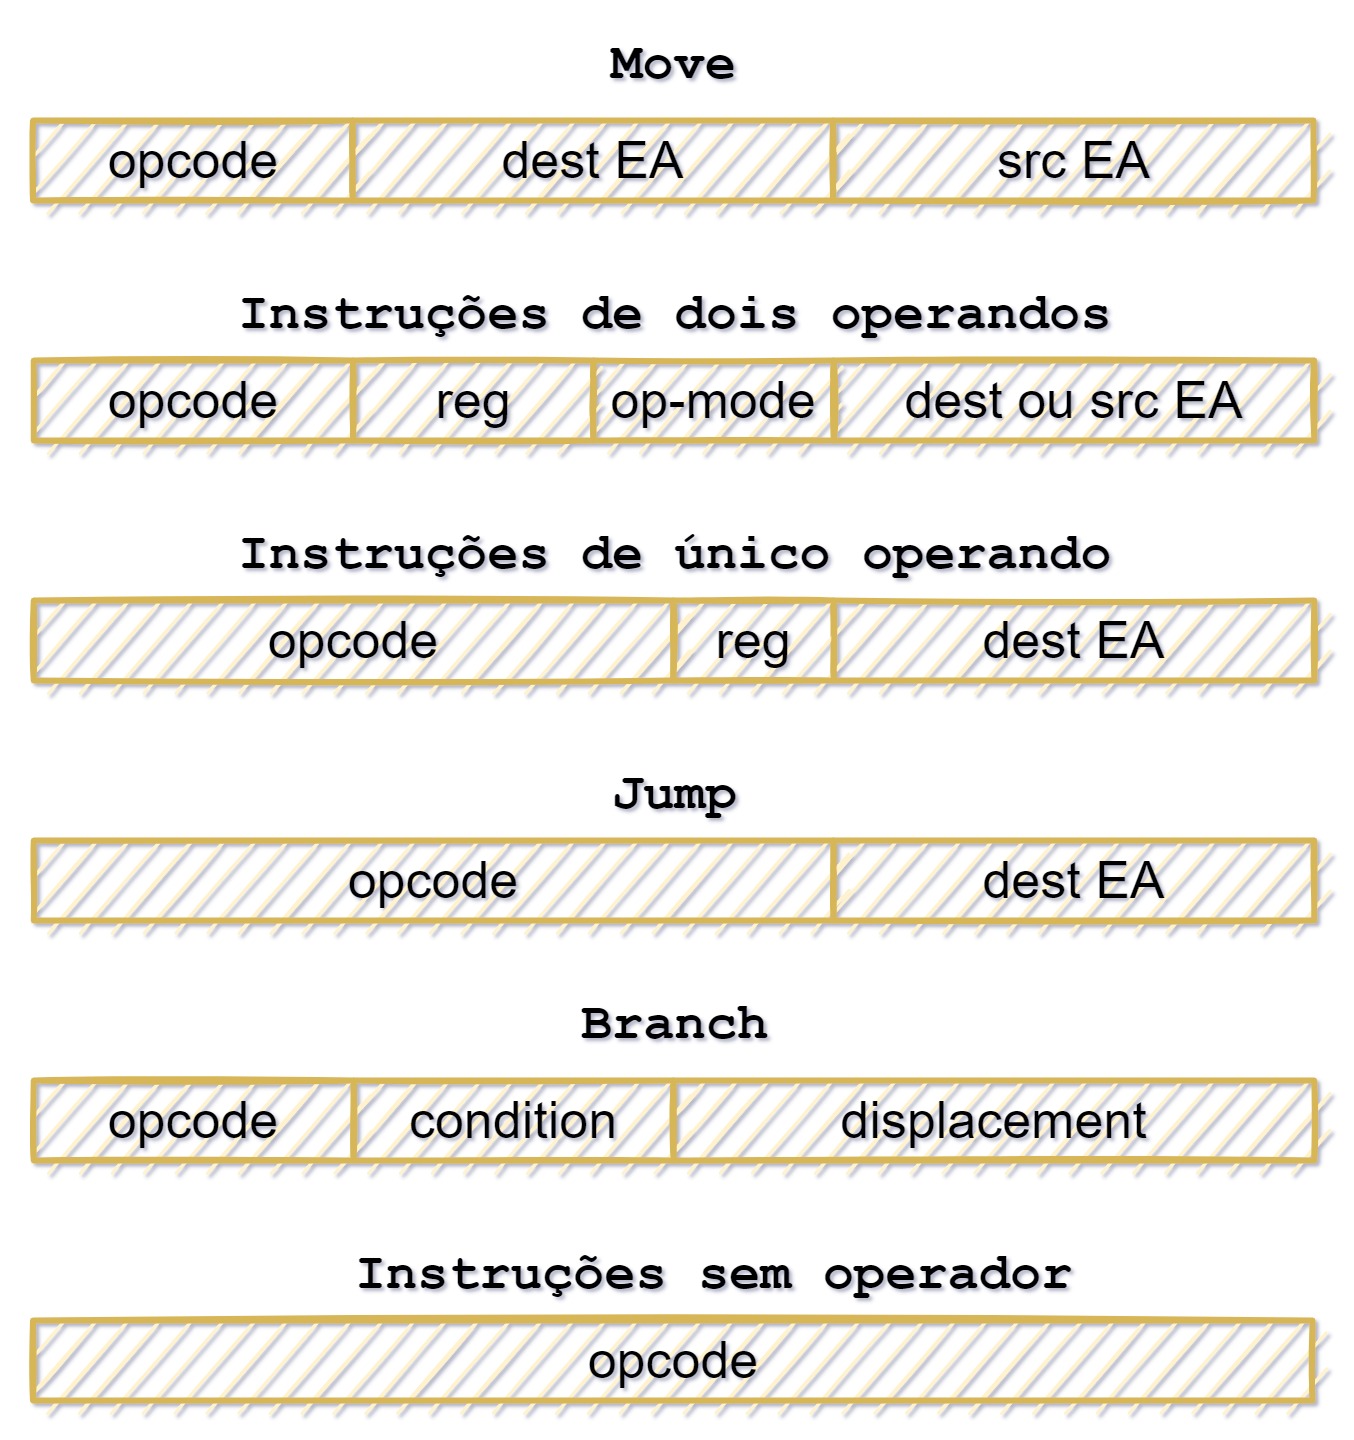 Move
opcode dest EA src EA
Instruções de dois operandos
opcode reg op-mode dest ou src EA
Instruções de único operando
opcode reg dest EA
Jump
opcode dest EA
Branch
opcode condition displacement
Instruções sem operador
opcode